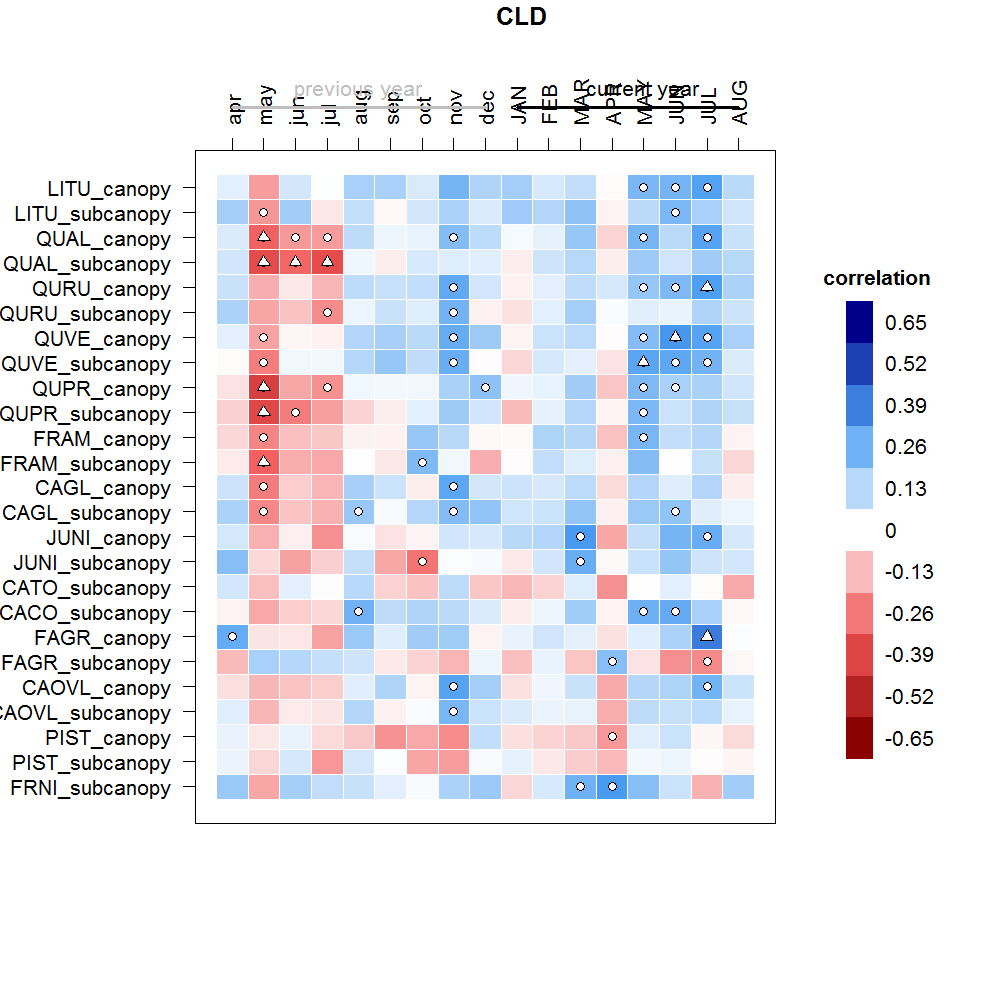 CLD
previous year
current year
apr
may
jun
jul
aug
sep
oct
nov
dec
JAN
FEB
MAR
APR
MAY
JUN
JUL
AUG
LITU_canopy
LITU_subcanopy
QUAL_canopy
QUAL_subcanopy
QURU_canopy
QURU_subcanopy
QUVE_canopy
QUVE_subcanopy
QUPR_canopy
QUPR_subcanopy
FRAM_canopy
FRAM_subcanopy
CAGL_canopy
CAGL_subcanopy
JUNI_canopy
JUNI_subcanopy
CATO_subcanopy
CACO_subcanopy
FAGR_canopy
FAGR_subcanopy
CAOVL_canopy
CAOVL_subcanopy
PIST_canopy
PIST_subcanopy
FRNI_subcanopy
correlation
0.65
0.52
0.39
0.26
0.13
0
-0.13
-0.26
-0.39
-0.52
-0.65